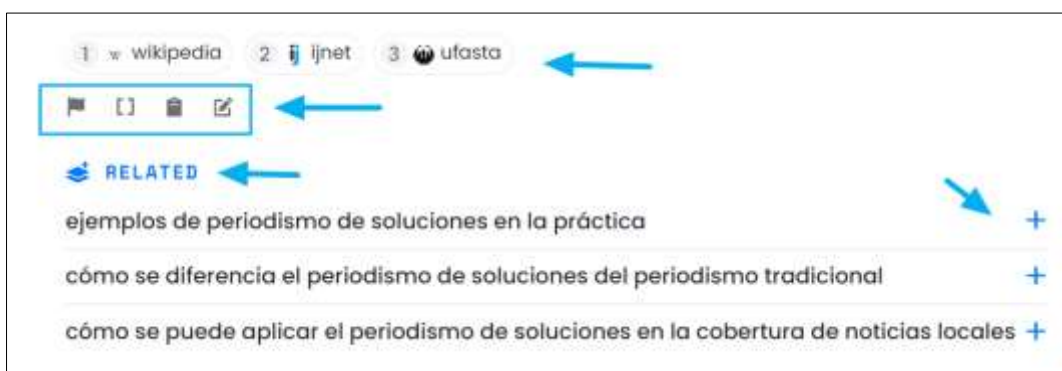 1 w wikipedia 2 ij ijnet 3 ufasta
RELATED
ejemplos de periodismo de soluciones en la práctica
cómo se diferencia el periodismo de soluciones del periodismo tradicional
cómo se puede aplicar el periodismo de soluciones en la cobertura de noticias locales